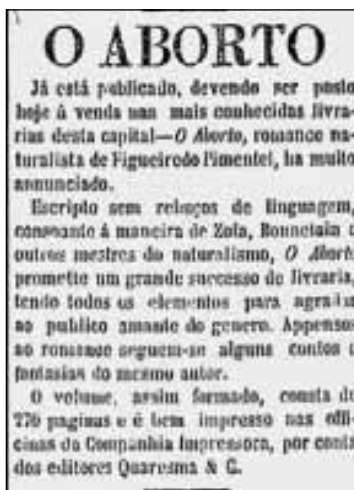 O ABORTO
Já está publicado, devendo ser posto
hoje á venda nas mais conhecidas livra-
rias desta capital—O Aborto, romance na-
turalista de Figueiredo Pimentel, ha muito
annunciado.
Escripto sem rebuços de linguagem,
consoante á maneira de Zola, Bonnetain e
outros mestres do naturalismo, O Aborto
promette um grande successo de livraria,
tendo todos os elementos para agradar
ao publico amante do genero. Appensos
ao romance seguem-se alguns contos e
fantasias do mesmo autor.
O volume, assim formado, consta de
276 paginas e é bem impresso nas offi-
cinas da Companhia Impressora, por conta
dos editores Quaresma & C.